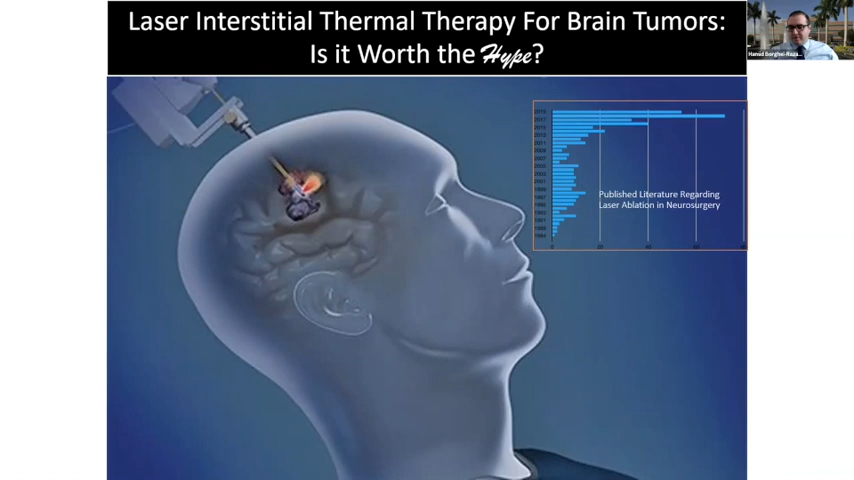 Laser Interstitial Thermal Therapy For Brain Tumors:
Is it Worth the Hype?
Published Literature Regarding
Laser Ablation in Neurosurgery